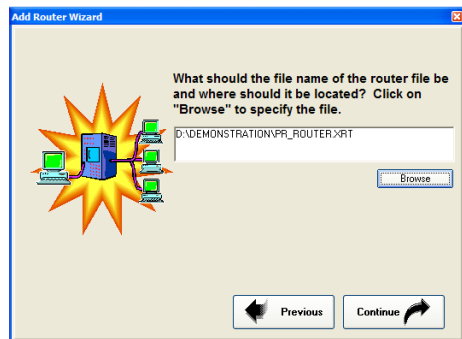 Add Router Wizard
What should the file name of the router file be
and where should it be located? Click on
"Browse" to specify the file.
D:\DEMONSTRATION\PR_ROUTER.XRT
Browse
Previous
Continue